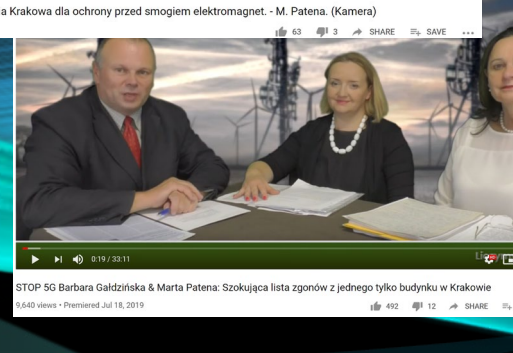 a Krakowa dla ochrony przed smogiem elektromagnet. - M. Patena. (Kamera)
63 3 SHARE SAVE ...
0:19 / 33:11
STOP 5G Barbara Gałdzińska & Marta Patena: Szokująca lista zgonów z jednego tylko budynku w Krakowie
9,640 views • Premiered Jul 18, 2019
492 12 SHARE